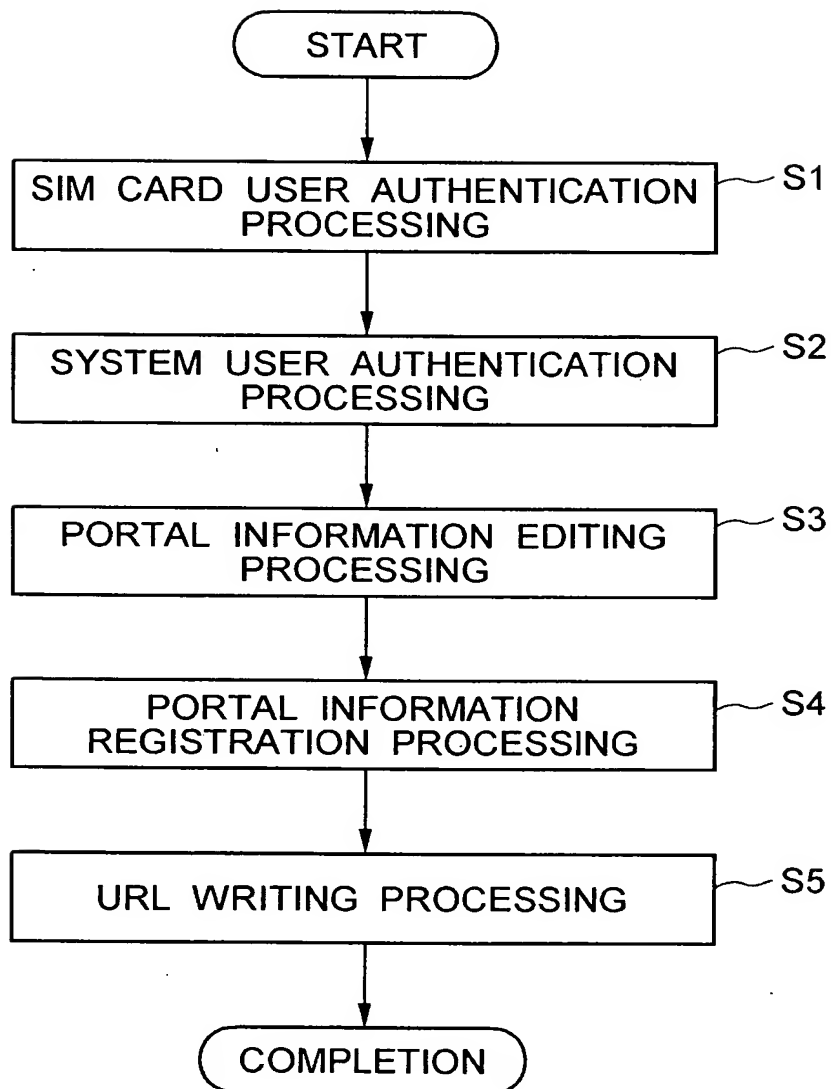 START
SIM CARD USER AUTHENTICATION
PROCESSING
S1
SYSTEM USER AUTHENTICATION
PROCESSING
S2
PORTAL INFORMATION EDITING
PROCESSING
S3
PORTAL INFORMATION
REGISTRATION PROCESSING
S4
URL WRITING PROCESSING
S5
COMPLETION